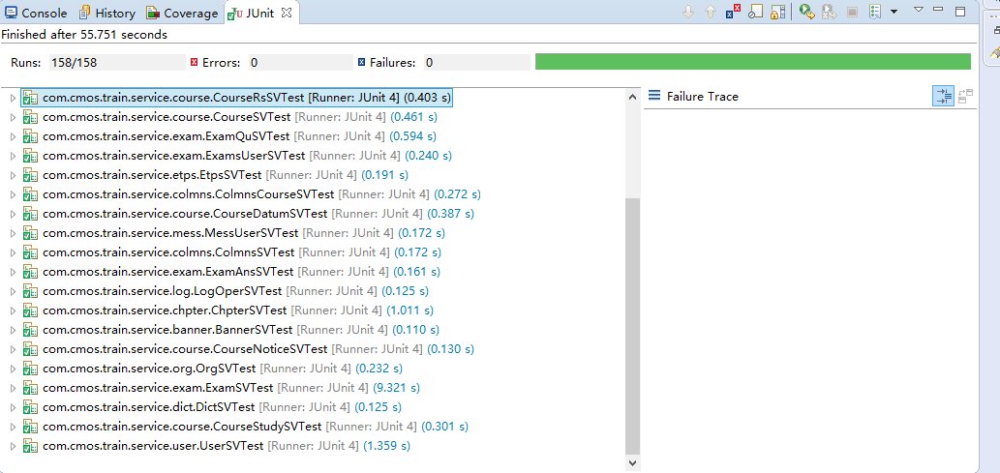 Console History Coverage JUnit
Finished after 55.751 seconds
Runs: 158/158 Errors: 0 Failures: 0
com.cmos.train.service.course.CourseRsSVTest [Runner: JUnit 4] (0.403 s)
Failure Trace
com.cmos.train.service.course.CourseSVTest [Runner: JUnit 4] (0.461 s)
com.cmos.train.service.exam.ExamQuSVTest [Runner: JUnit 4] (0.594 s)
com.cmos.train.service.exam.ExamsUserSVTest [Runner: JUnit 4] (0.240 s)
com.cmos.train.service.etps.EtpsSVTest [Runner: JUnit 4] (0.191 s)
com.cmos.train.service.colmns.ColmnsCourseSVTest [Runner: JUnit 4] (0.272 s)
com.cmos.train.service.course.CourseDatumSVTest [Runner: JUnit 4] (0.387 s)
com.cmos.train.service.mess.MessUserSVTest [Runner: JUnit 4] (0.172 s)
com.cmos.train.service.colmns.ColmnsSVTest [Runner: JUnit 4] (0.172 s)
com.cmos.train.service.exam.ExamAnsSVTest [Runner: JUnit 4] (0.161 s)
com.cmos.train.service.log.LogOperSVTest [Runner: JUnit 4] (0.125 s)
com.cmos.train.service.chpter.ChpterSVTest [Runner: JUnit 4] (1.011 s)
com.cmos.train.service.banner.BannerSVTest [Runner: JUnit 4] (0.110 s)
com.cmos.train.service.course.CourseNoticeSVTest [Runner: JUnit 4] (0.130 s)
com.cmos.train.service.org.OrgSVTest [Runner: JUnit 4] (0.232 s)
com.cmos.train.service.exam.ExamSVTest [Runner: JUnit 4] (9.321 s)
com.cmos.train.service.dict.DictSVTest [Runner: JUnit 4] (0.125 s)
com.cmos.train.service.course.CourseStudySVTest [Runner: JUnit 4] (0.301 s)
com.cmos.train.service.user.UserSVTest [Runner: JUnit 4] (1.359 s)